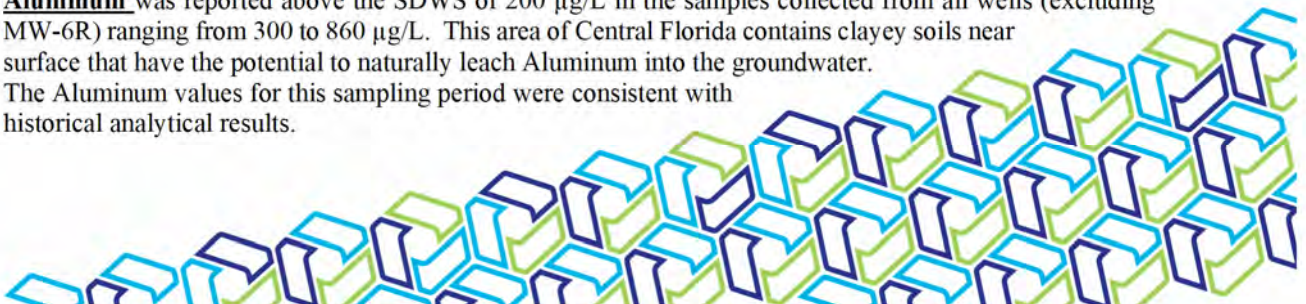 Aluminum was reported above the SDWS of 200 µg/L in the samples collected from all wells (excluding
MW-6R) ranging from 300 to 860 µg/L. This area of Central Florida contains clayey soils near
surface that have the potential to naturally leach Aluminum into the groundwater.
The Aluminum values for this sampling period were consistent with
historical analytical results.